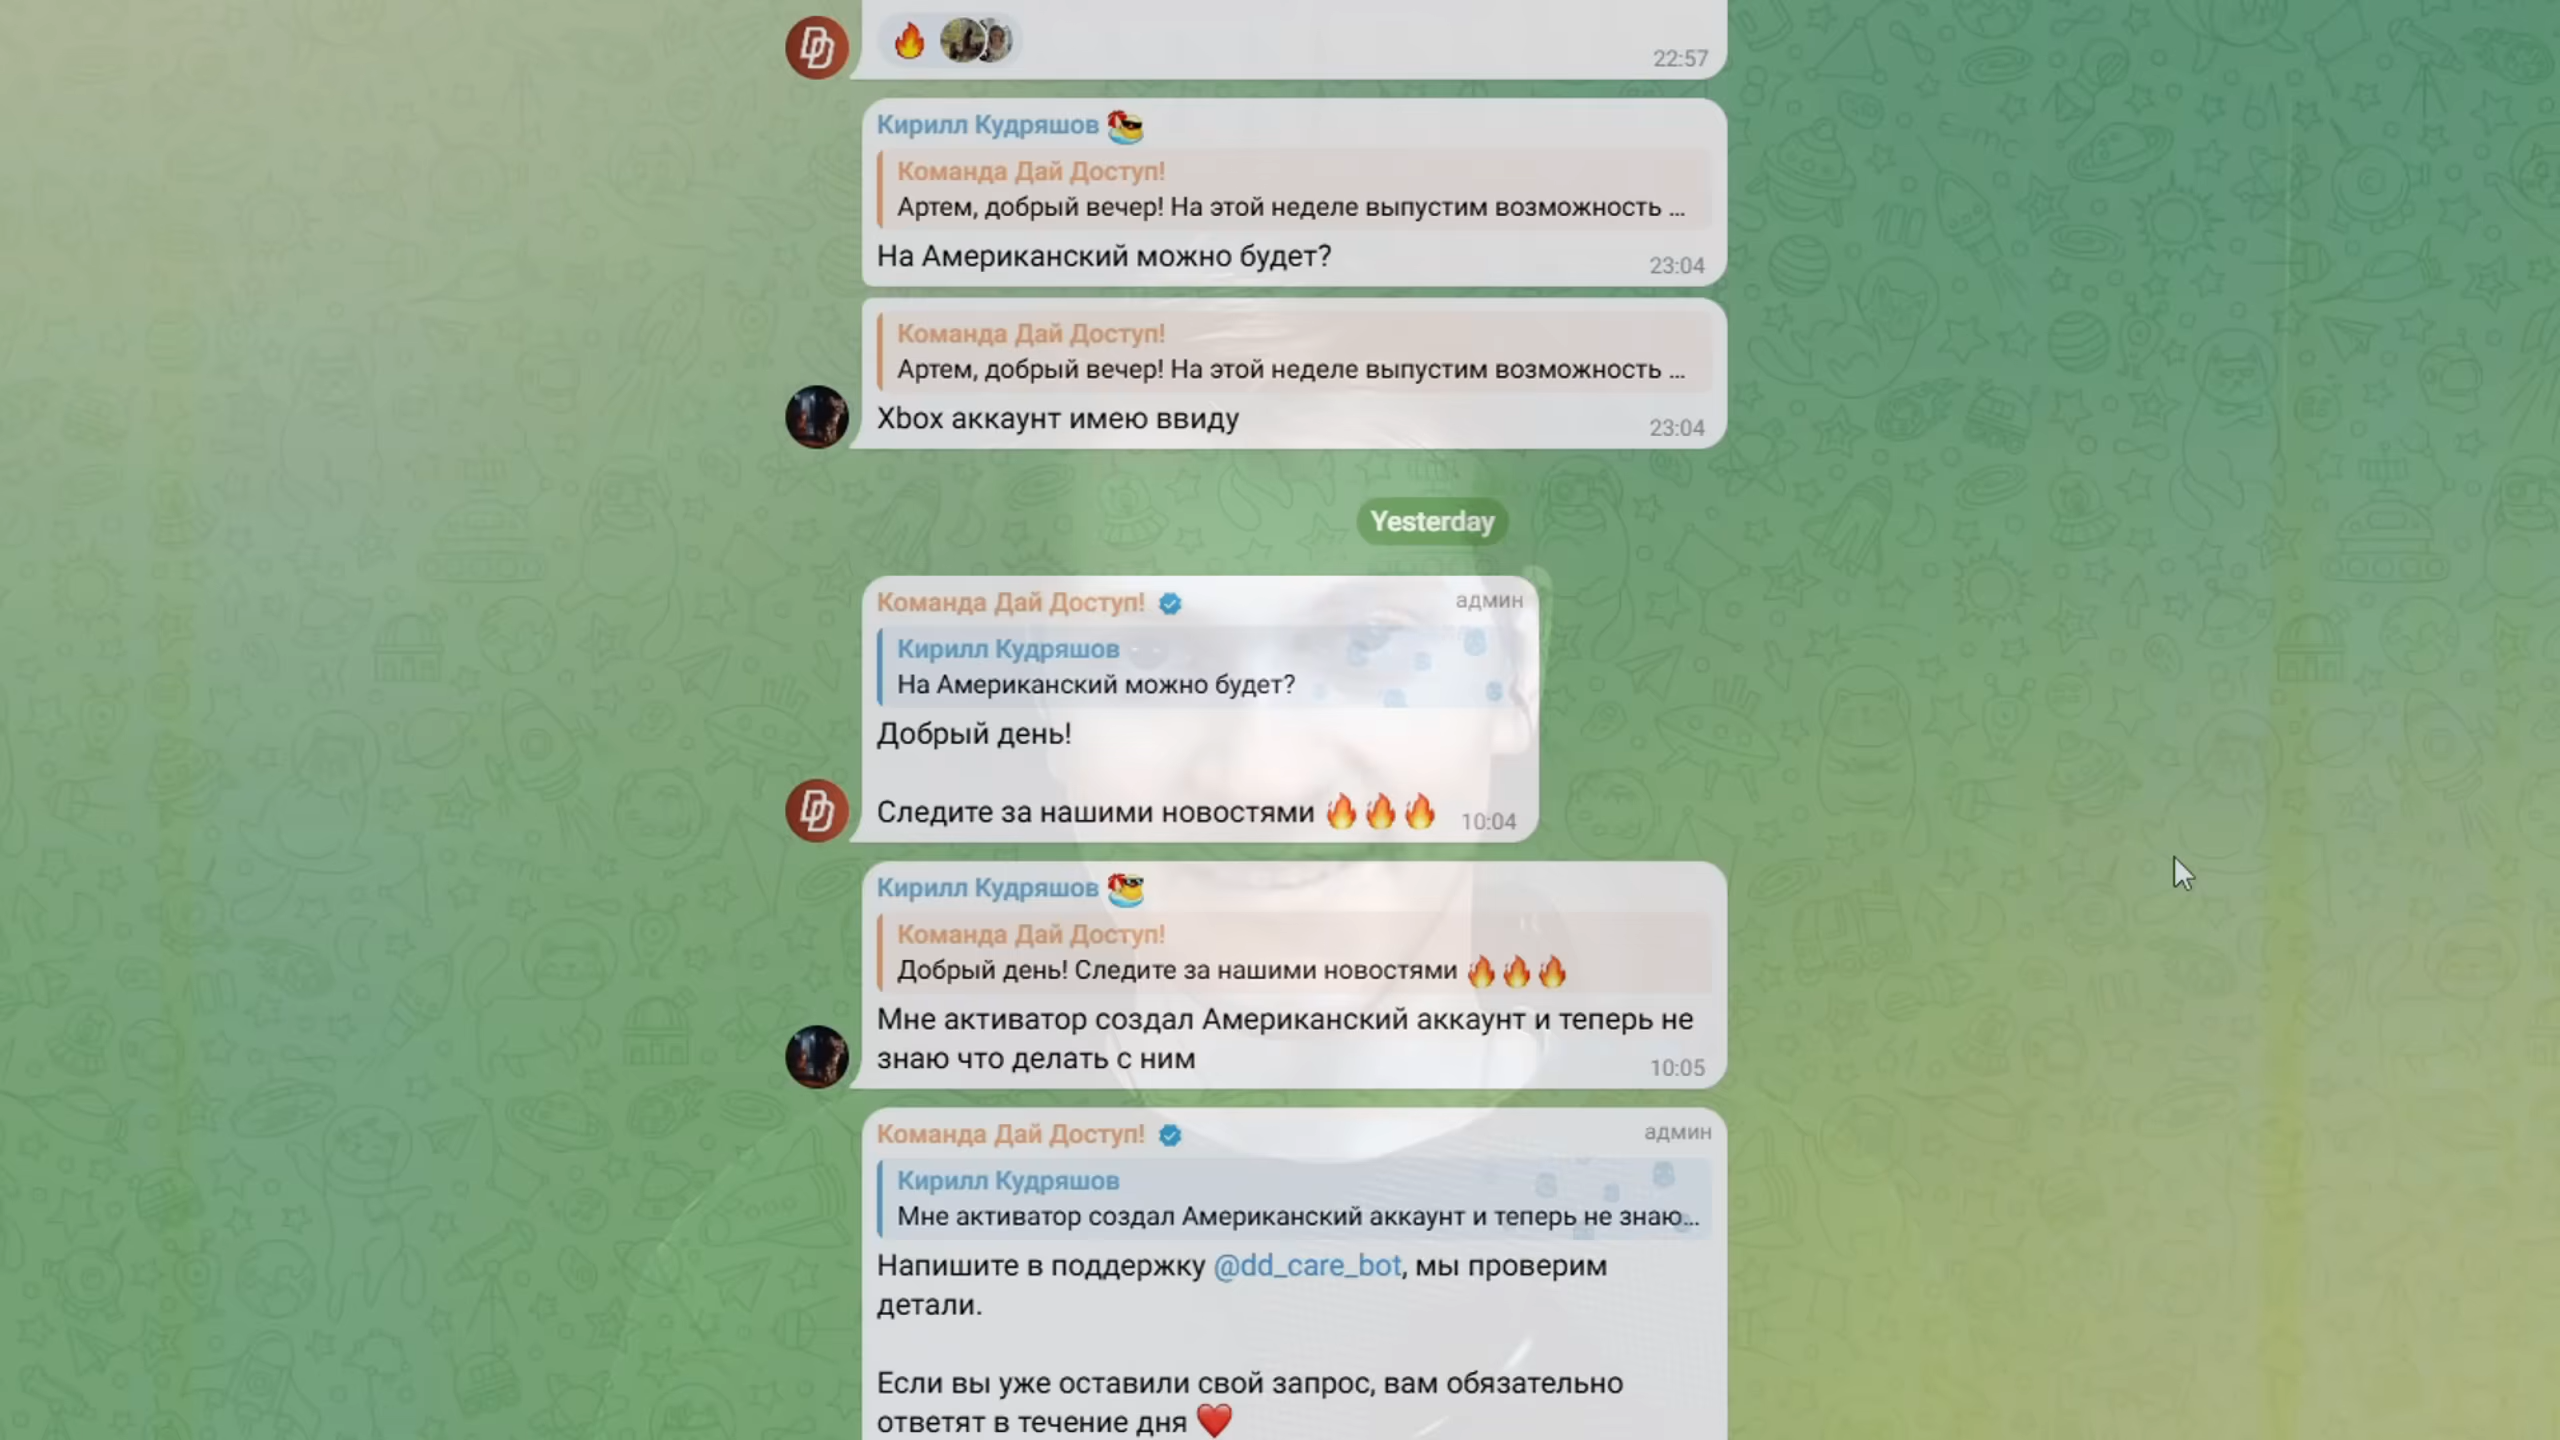 22:57
Кирилл Кудряшов
Команда Дай Доступ!
Артем, добрый вечер! На этой неделе выпустим возможность ...
На Американский можно будет?
23:04
Команда Дай Доступ!
Артем, добрый вечер! На этой неделе выпустим возможность ...
Xbox аккаунт имею ввиду
23:04
Yesterday
Команда Дай Доступ! админ
Кирилл Кудряшов
На Американский можно будет?
Добрый день!
Следите за нашими новостями 🔥🔥🔥 10:04
Кирилл Кудряшов
Команда Дай Доступ!
Добрый день! Следите за нашими новостями 🔥🔥🔥
Мне активатор создал Американский аккаунт и теперь не
знаю что делать с ним
10:05
Команда Дай Доступ! админ
Кирилл Кудряшов
Мне активатор создал Американский аккаунт и теперь не знаю...
Напишите в поддержку @dd_care_bot, мы проверим
детали.
Если вы уже оставили свой запрос, вам обязательно
ответят в течение дня ❤️